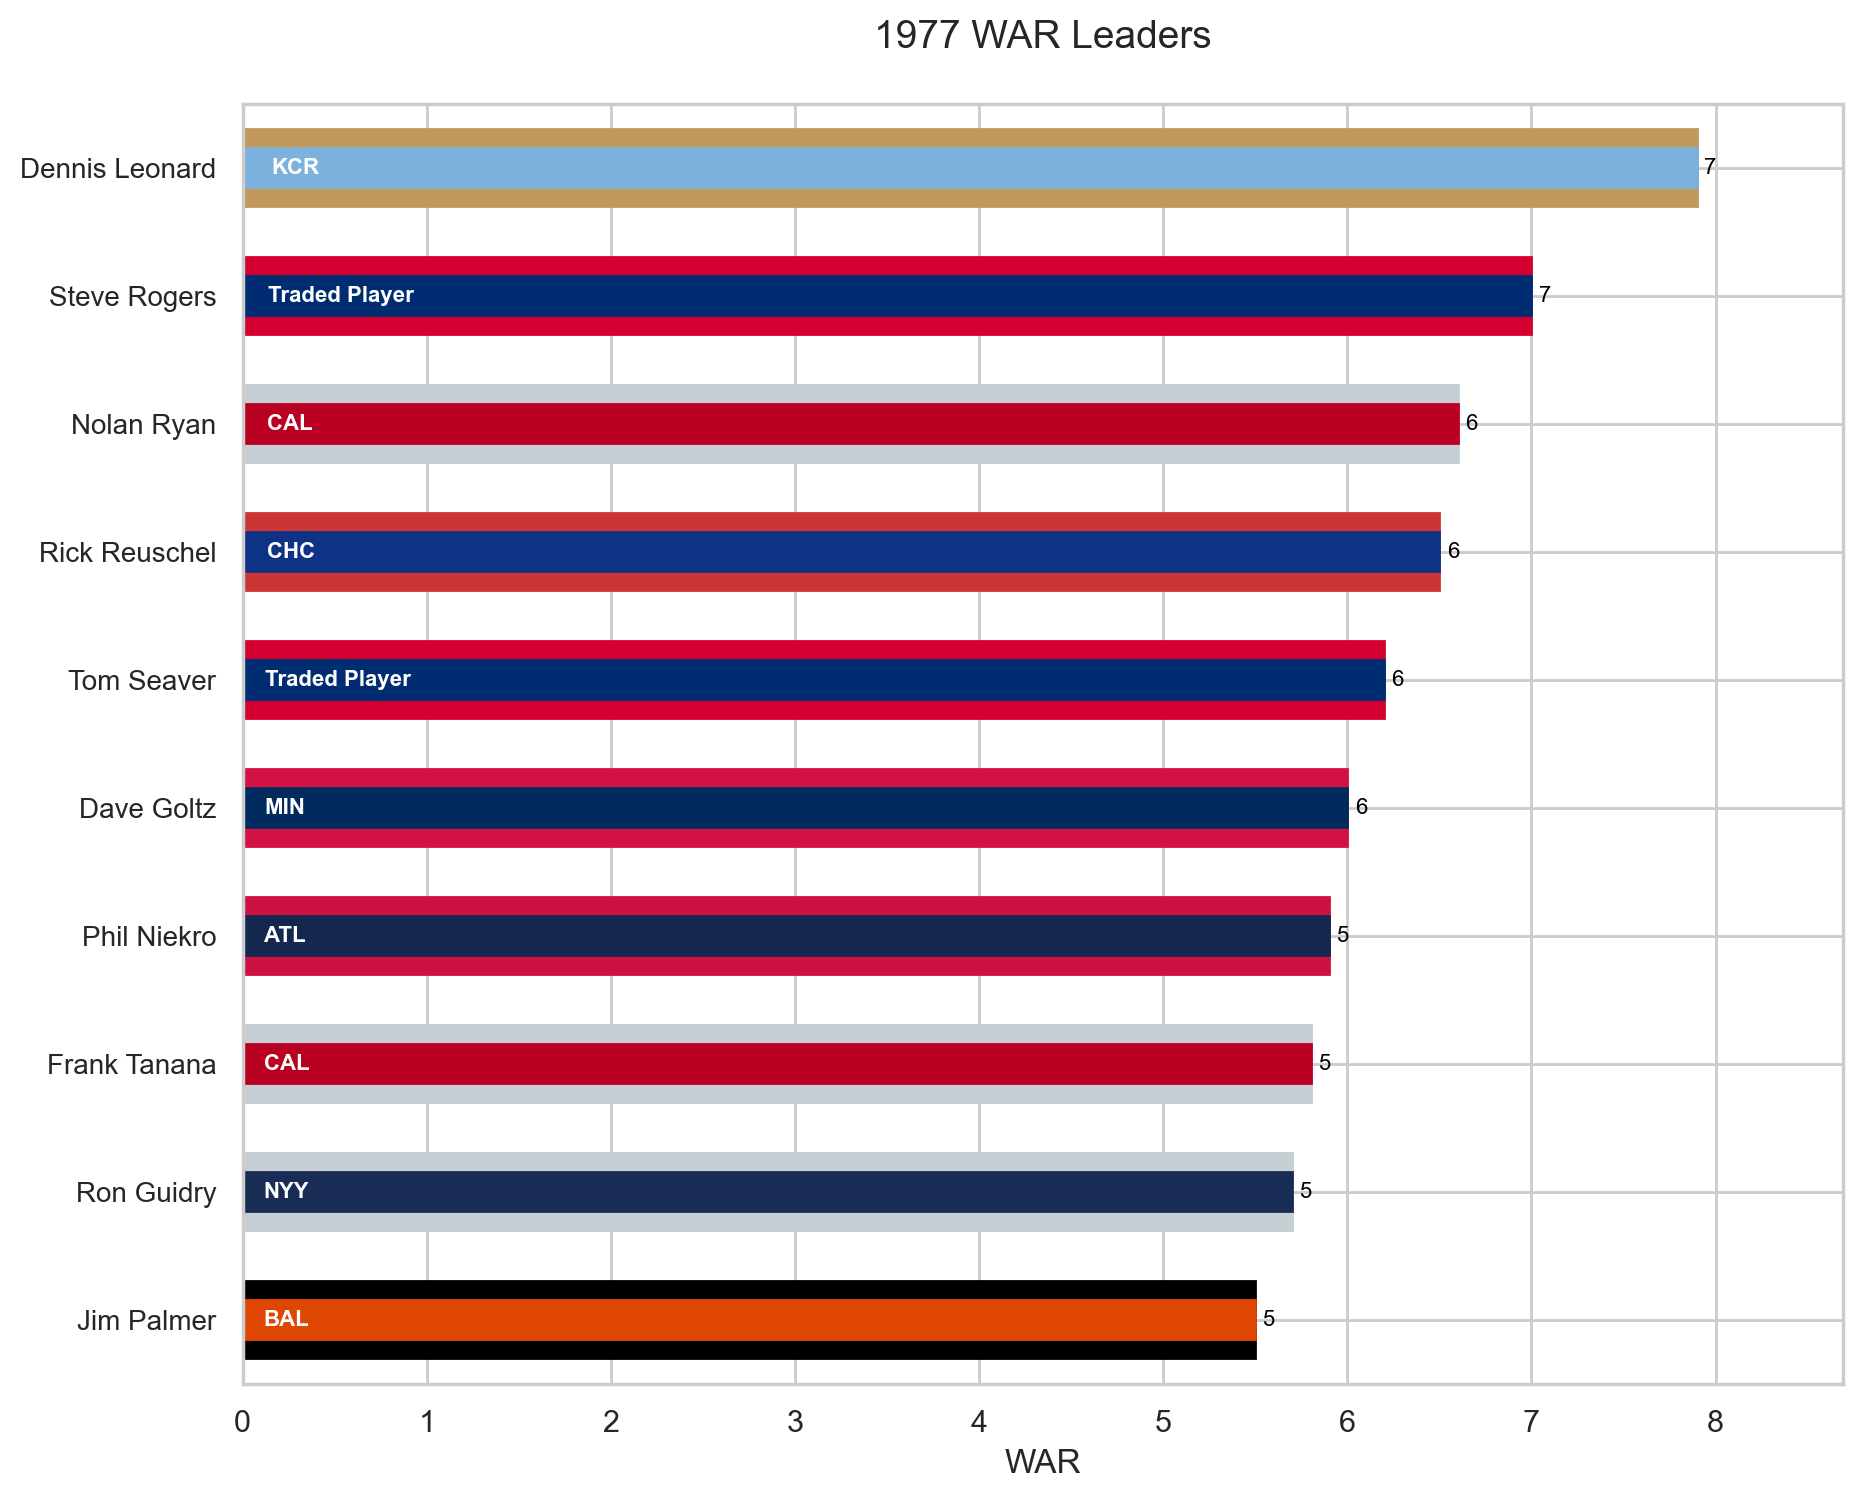 1977 WAR Leaders
Dennis Leonard KCR 7
Steve Rogers Traded Player 7
Nolan Ryan CAL 6
Rick Reuschel CHC 6
Tom Seaver Traded Player 6
Dave Goltz MIN 6
Phil Niekro ATL 5
Frank Tanana CAL 5
Ron Guidry NYY 5
Jim Palmer BAL 5
0 1 2 3 4 5 6 7 8
WAR